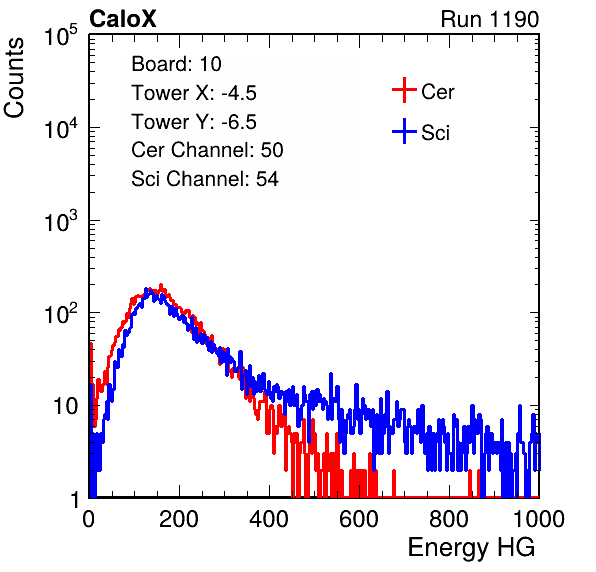 CaloX Run 1190
Counts
10^5
10^4
10^3
10^2
10
1
Board: 10
Tower X: -4.5
Tower Y: -6.5
Cer Channel: 50
Sci Channel: 54
Cer
Sci
0 200 400 600 800 1000
Energy HG